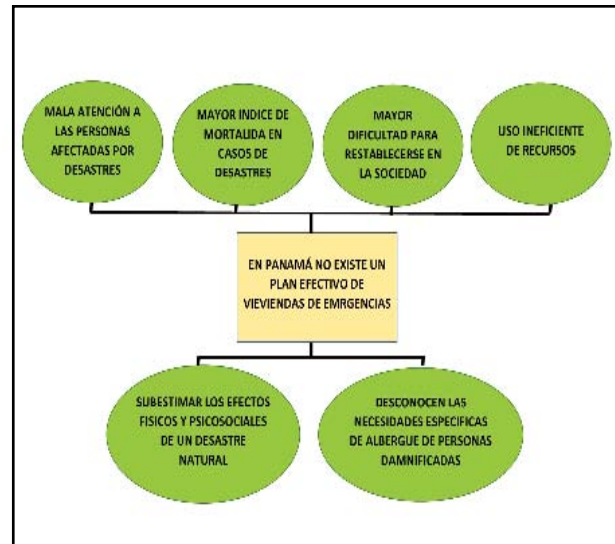 MALA ATENCIÓN A
LAS PERSONAS
AFECTADAS POR
DESASTRES
MAYOR INDICE DE
MORTALIDA EN
CASOS DE
DESASTRES
MAYOR
DIFICULTAD PARA
RESTABLECERSE EN
LA SOCIEDAD
USO INEFICIENTE
DE RECURSOS
EN PANAMÁ NO EXISTE UN
PLAN EFECTIVO DE
VIEVIENDAS DE EMRGENCIAS
SUBESTIMAR LOS EFECTOS
FISICOS Y PSICOSOCIALES
DE UN DESASTRE
NATURAL
DESCONOCEN LAS
NECESIDADES ESPECIFICAS
DE ALBERGUE DE PERSONAS
DAMNIFICADAS